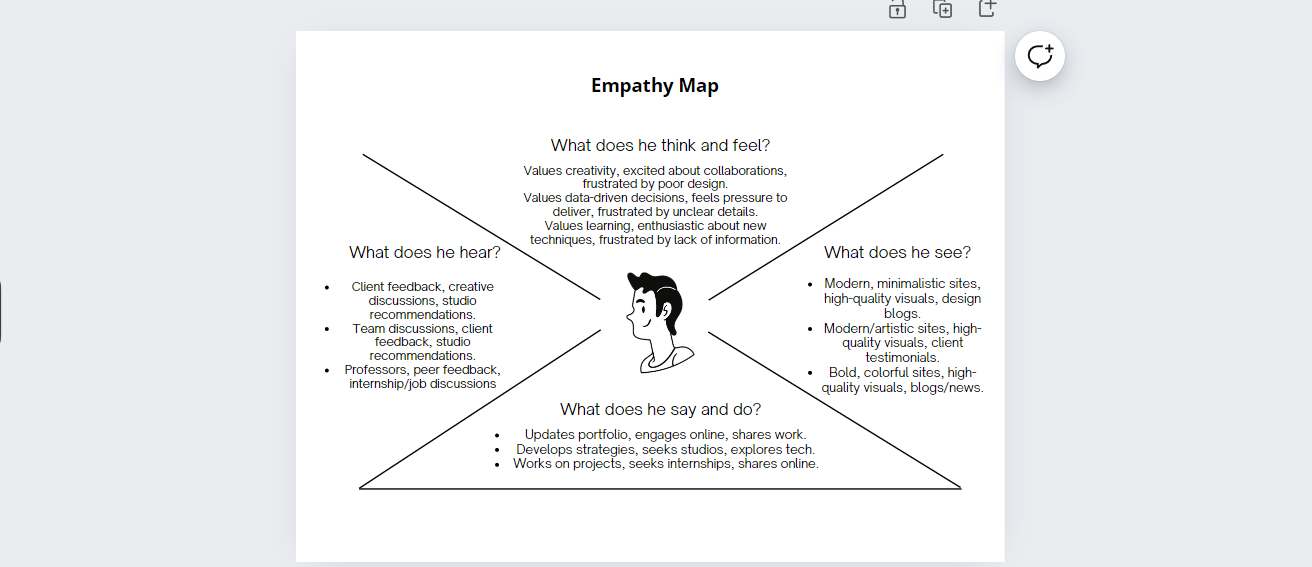 Empathy Map
What does he think and feel?
Values creativity, excited about collaborations,
frustrated by poor design.
Values data-driven decisions, feels pressure to
deliver, frustrated by unclear details.
Values learning, enthusiastic about new
techniques, frustrated by lack of information.
What does he hear?
• Client feedback, creative
discussions, studio
recommendations.
• Team discussions, client
feedback, studio
recommendations.
• Professors, peer feedback,
internship/job discussions
What does he see?
• Modern, minimalistic sites,
high-quality visuals, design
blogs.
• Modern/artistic sites, high-
quality visuals, client
testimonials.
• Bold, colorful sites, high-
quality visuals, blogs/news.
What does he say and do?
• Updates portfolio, engages online, shares work.
• Develops strategies, seeks studios, explores tech.
• Works on projects, seeks internships, shares online.